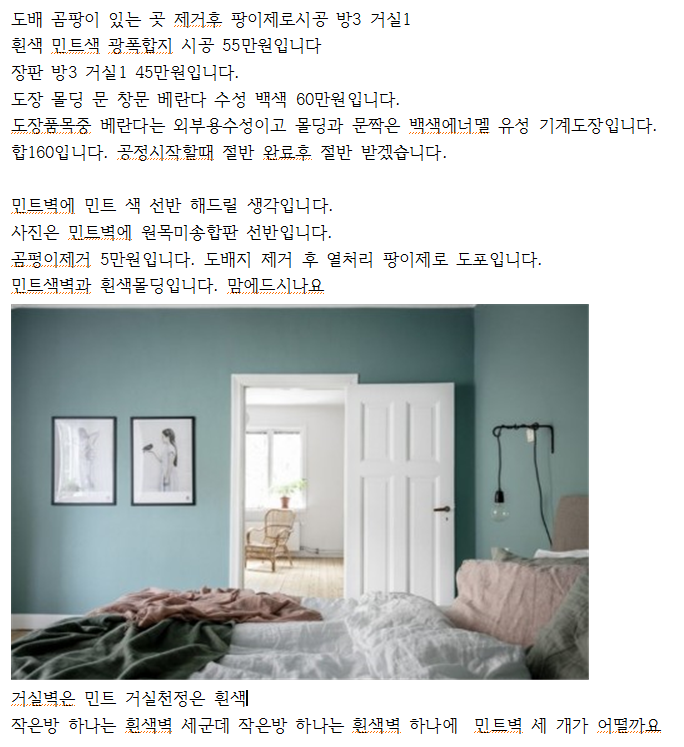 도배 곰팡이 있는 곳 제거후 팡이제로시공 방3 거실1
흰색 민트색 광폭합지 시공 55만원입니다
장판 방3 거실1 45만원입니다.
도장 몰딩 문 창문 베란다 수성 백색 60만원입니다.
도장품목중 베란다는 외부용수성이고 몰딩과 문짝은 백색에너멜 유성 기계도장입니다.
합160입니다. 공정시작할때 절반 완료후 절반 받겠습니다.
민트벽에 민트 색 선반 해드릴 생각입니다.
사진은 민트벽에 원목미송합판 선반입니다.
곰펑이제거 5만원입니다. 도배지 제거 후 열처리 팡이제로 도포입니다.
민트색벽과 흰색몰딩입니다. 맘에드시나요
거실벽은 민트 거실천정은 흰색
작은방 하나는 흰색벽 세군데 작은방 하나는 흰색벽 하나에 민트벽 세 개가 어떨까요